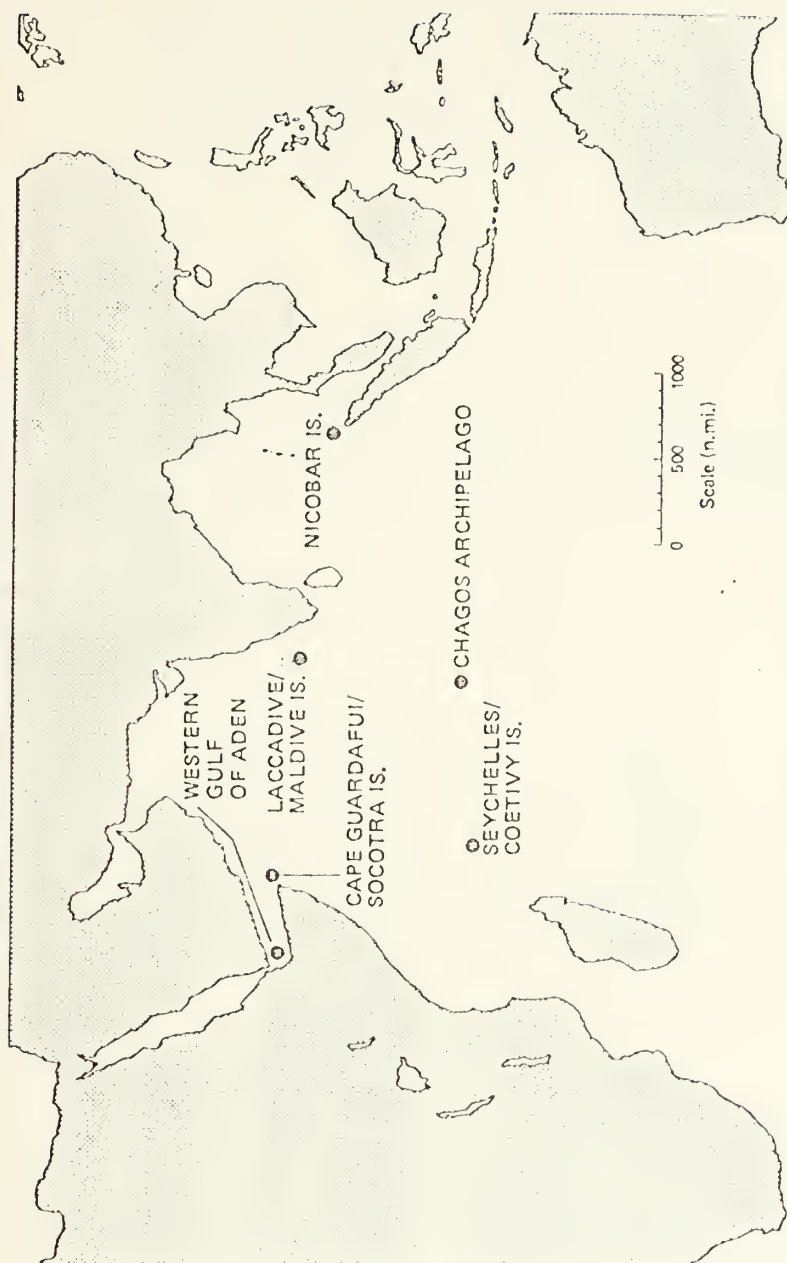 WESTERN
GULF
OF ADEN
LACCADIVE/
MALDIVE IS.
CAPE GUARDAFUI/
SOCOTRA IS.
NICOBAR IS.
CHAGOS ARCHIPELAGO
SEYCHELLES/
COETIVY IS.
0 500 1000
Scale (n.mi.)